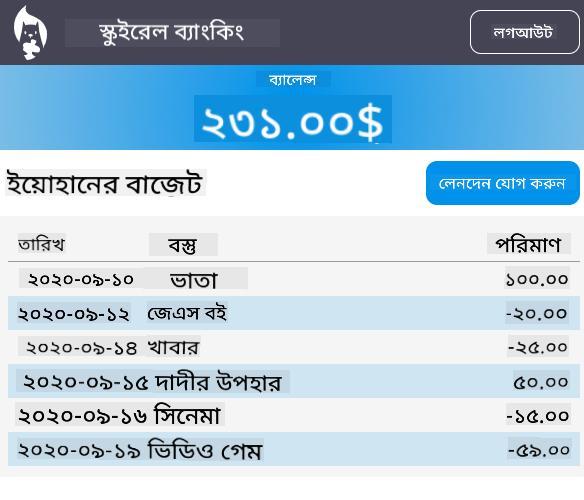 স্কুইরেল ব্যাংকিং
লগআউট
ব্যালেন্স
২৩১.০০$
ইয়োহানের বাজেট
লেনদেন যোগ করুন
তারিখ বস্তু পরিমাণ
২০২০-০৯-১০ ভাতা ১০০.০০
২০২০-০৯-১২ জেএস বই -২০.০০
২০২০-০৯-১৪ খাবার -২৫.০০
২০২০-০৯-১৫ দাদীর উপহার ৫০.০০
২০২০-০৯-১৬ সিনেমা -১৫.০০
২০২০-০৯-১৯ ভিডিও গেম -৫৯.০০